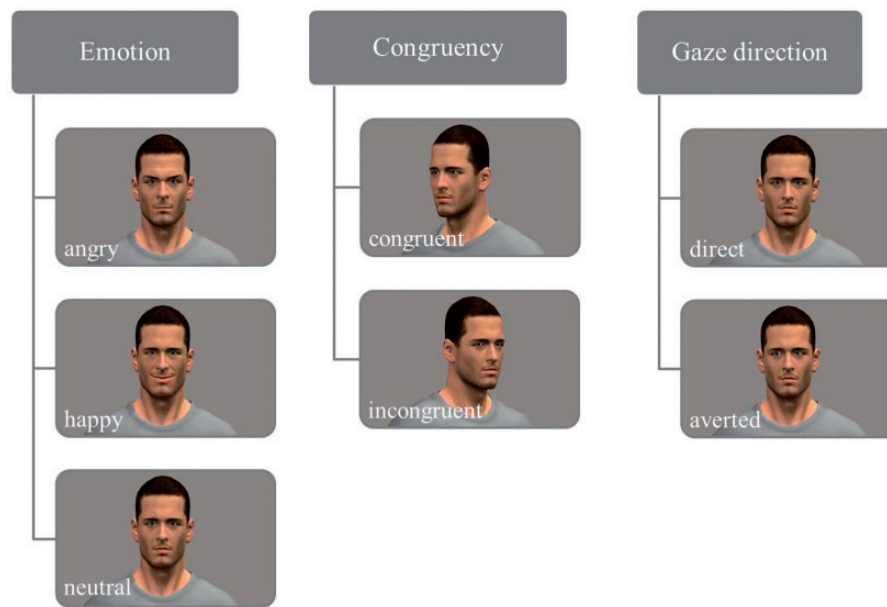 Emotion
angry
happy
neutral
Congruency
congruent
incongruent
Gaze direction
direct
averted